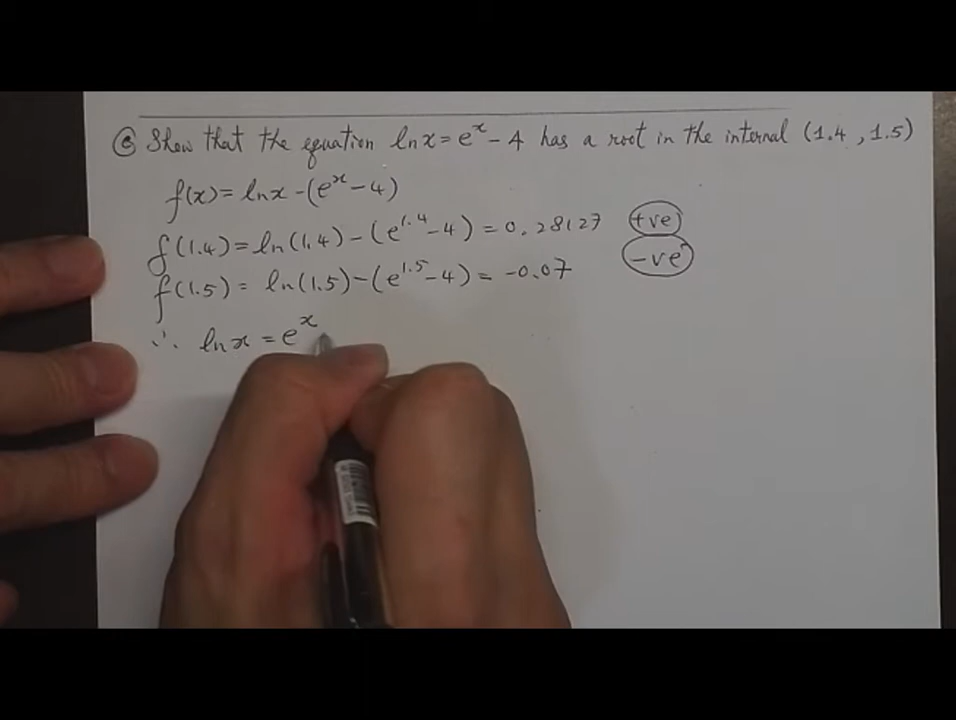 ⓒ Show that the equation ln x = e^x - 4 has a root in the internal (1.4 , 1.5)
f(x) = ln x - (e^x - 4)
f(1.4) = ln(1.4) - (e^1.4 - 4) = 0.28127 +ve
f(1.5) = ln(1.5) - (e^1.5 - 4) = -0.07 -ve
∴ ln x = e^x